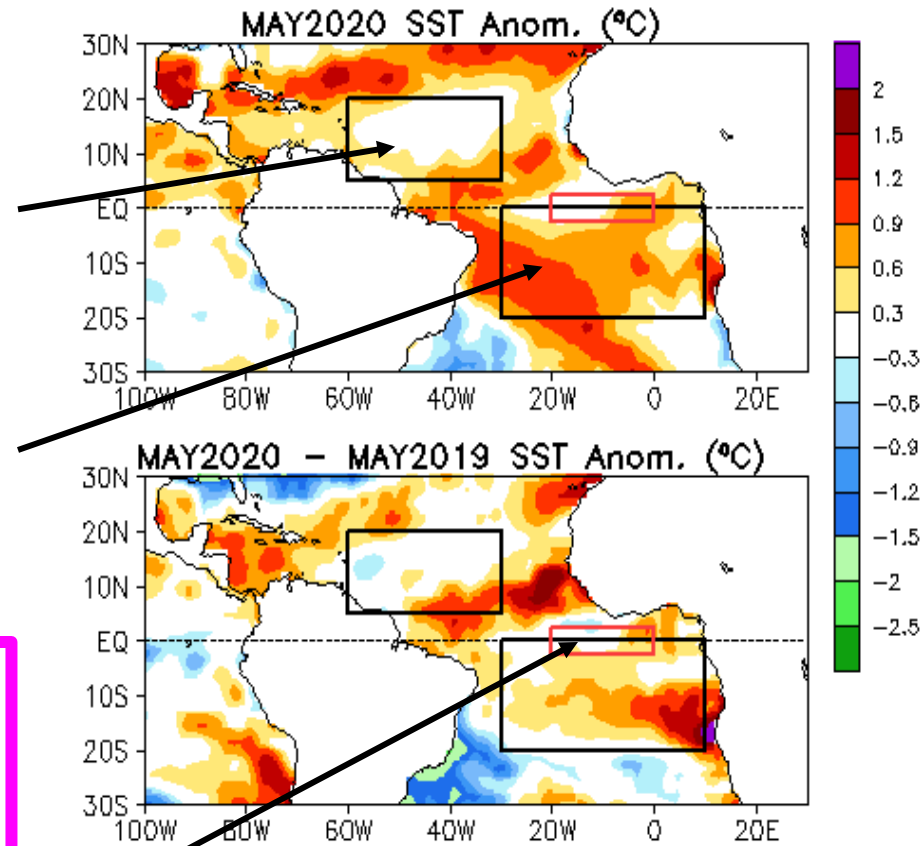 MAY2020 SST Anom. (°C)
30N
20N
10N
EQ
10S
20S
30S
100W 80W 60W 40W 20W 0 20E
2
1.5
1.2
0.9
0.6
0.3
-0.3
-0.6
-0.9
-1.2
-1.5
-2
-2.5
MAY2020 - MAY2019 SST Anom. (°C)
30N
20N
10N
EQ
10S
20S
30S
100W 80W 60W 40W 20W 0 20E